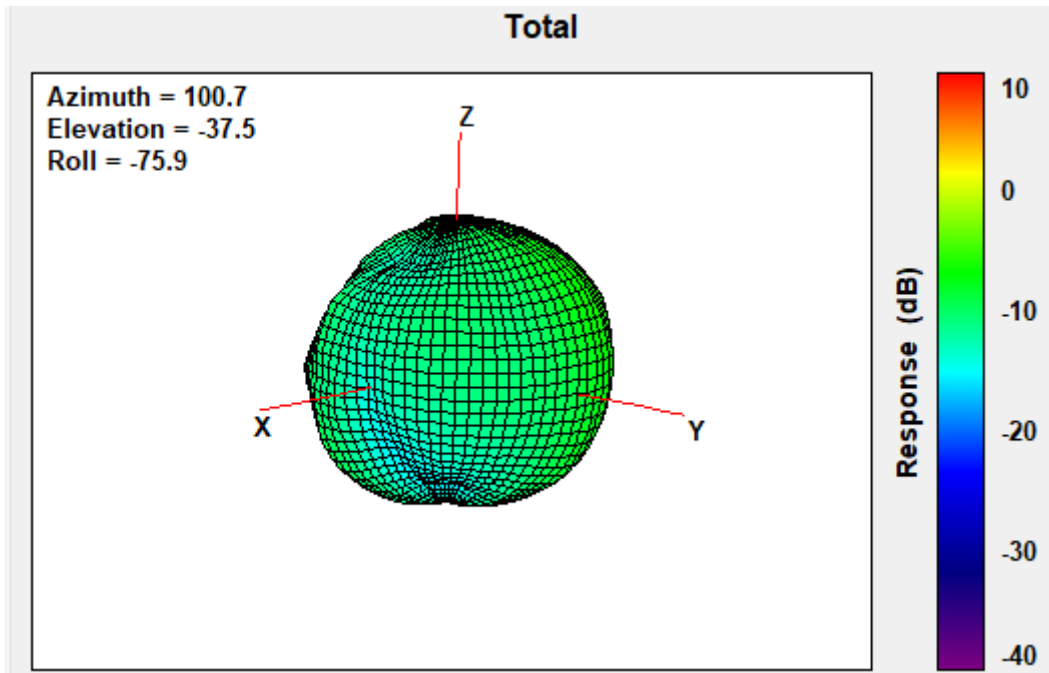 Total
Azimuth = 100.7
Elevation = -37.5
Roll = -75.9
Z
X
Y
Response (dB)
10
0
-10
-20
-30
-40